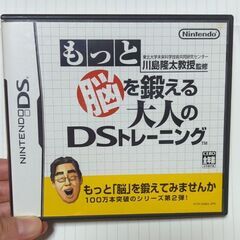 Nintendo
もっと
東北大学未来科学技術共同研究センター
川島隆太教授監修
脳を鍛える
大人の
DSトレーニング
NINTENDO DS
もっと「脳」を鍛えてみませんか
100万本突破のシリーズ第2弾!